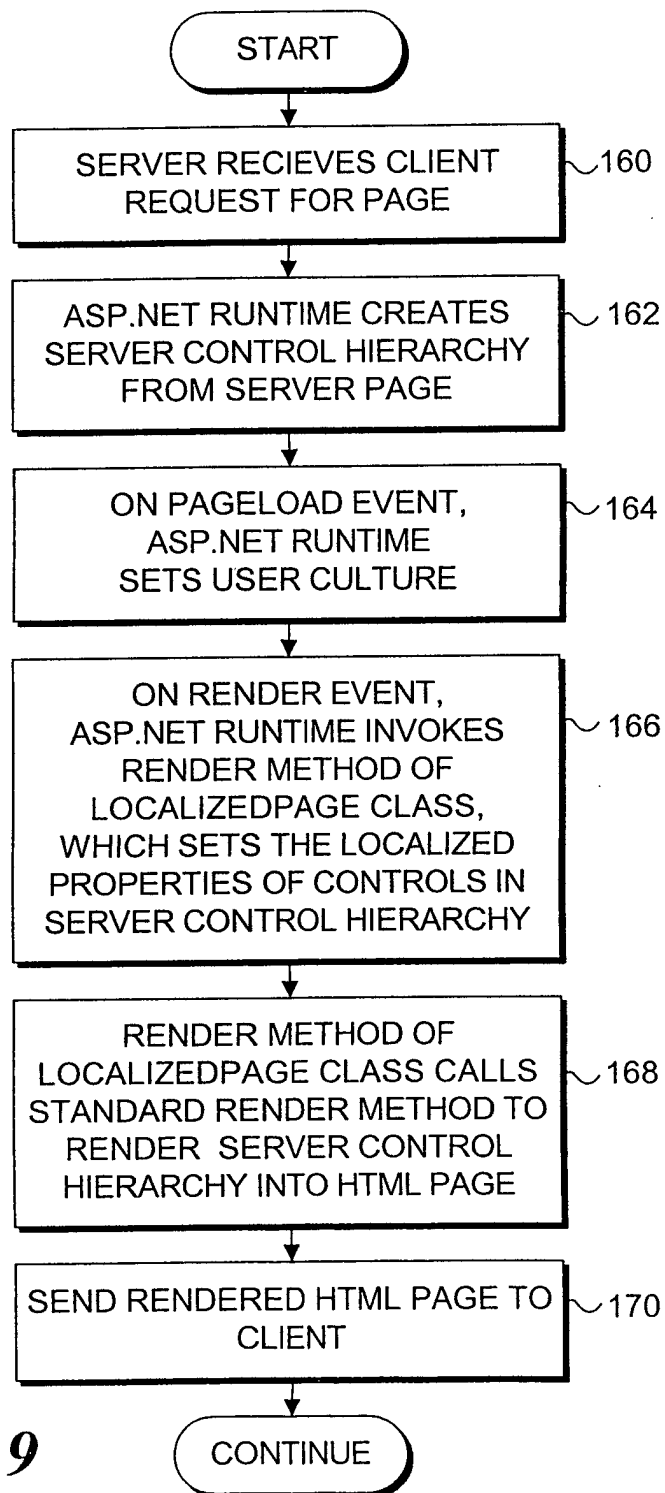 START
SERVER RECIEVES CLIENT
REQUEST FOR PAGE
160
ASP.NET RUNTIME CREATES
SERVER CONTROL HIERARCHY
FROM SERVER PAGE
162
ON PAGELOAD EVENT,
ASP.NET RUNTIME
SETS USER CULTURE
164
ON RENDER EVENT,
ASP.NET RUNTIME INVOKES
RENDER METHOD OF
LOCALIZEDPAGE CLASS,
WHICH SETS THE LOCALIZED
PROPERTIES OF CONTROLS IN
SERVER CONTROL HIERARCHY
166
RENDER METHOD OF
LOCALIZEDPAGE CLASS CALLS
STANDARD RENDER METHOD TO
RENDER SERVER CONTROL
HIERARCHY INTO HTML PAGE
168
SEND RENDERED HTML PAGE TO
CLIENT
170
CONTINUE
9